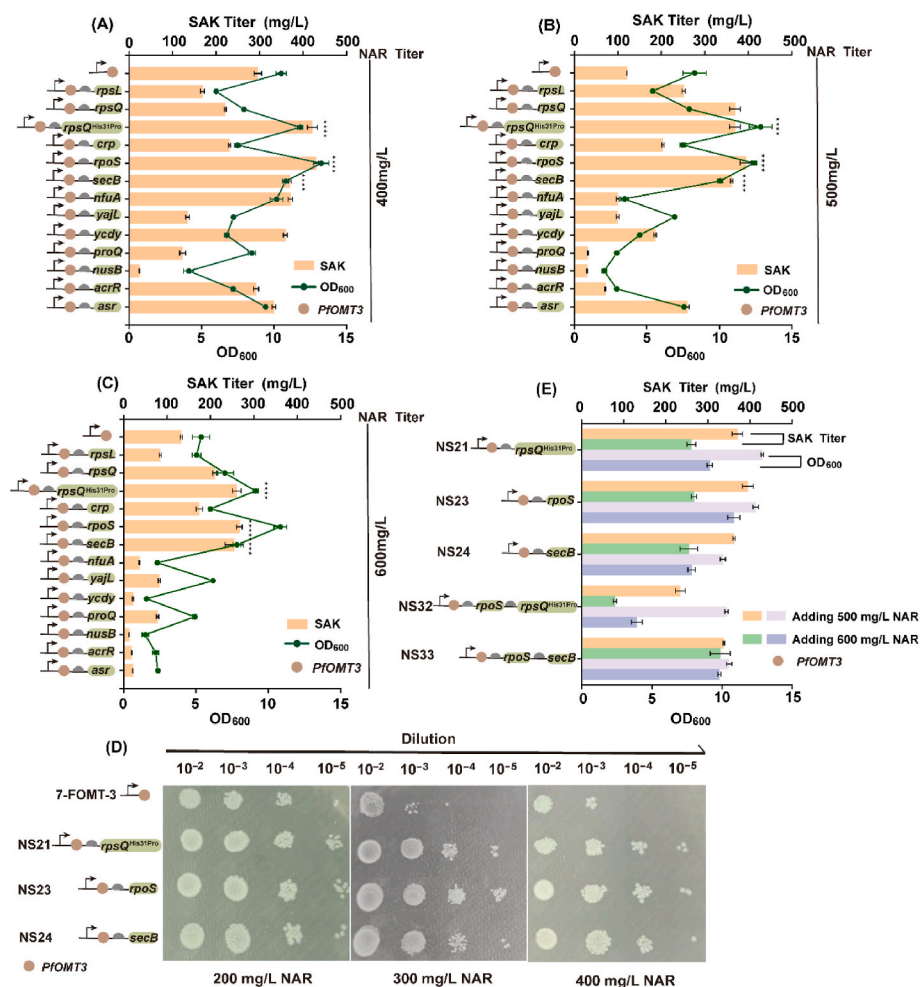 (A)
SAK Titer (mg/L)
0 100 200 300 400 500
NAR Titer
rpsL
rpsQ
rpsQHis31Pro
crp
rpoS
secB
nfuA
yajL
ycdy
proQ
nusB
acrR
asr
****
****
****
400mg/L
SAK
OD600
PfOMT3
0 5 10 15
OD600
(B)
SAK Titer (mg/L)
0 100 200 300 400 500
NAR Titer
rpsL
rpsQ
rpsQHis31Pro
crp
rpoS
secB
nfuA
yajL
ycdy
proQ
nusB
acrR
asr
****
****
****
500mg/L
SAK
OD600
PfOMT3
0 5 10 15
OD600
(C)
SAK Titer (mg/L)
0 100 200 300 400 500
NAR Titer
rpsL
rpsQ
rpsQHis31Pro
crp
rpoS
secB
nfuA
yajL
ycdy
proQ
nusB
acrR
asr
600mg/L
SAK
OD600
PfOMT3
0 5 10 15
OD600
(E)
SAK Titer (mg/L)
0 100 200 300 400 500
NS21 rpsQHis31Pro
SAK Titer
OD600
NS23 rpoS
NS24 secB
NS32 rpoS rpsQHis31Pro
NS33 rpoS secB
Adding 500 mg/L NAR
Adding 600 mg/L NAR
PfOMT3
0 5 10 15
OD600
(D)
Dilution
10−2 10−3 10−4 10−5 10−2 10−3 10−4 10−5 10−2 10−3 10−4 10−5
7-FOMT-3
NS21 rpsQHis31Pro
NS23 rpoS
NS24 secB
PfOMT3
200 mg/L NAR 300 mg/L NAR 400 mg/L NAR